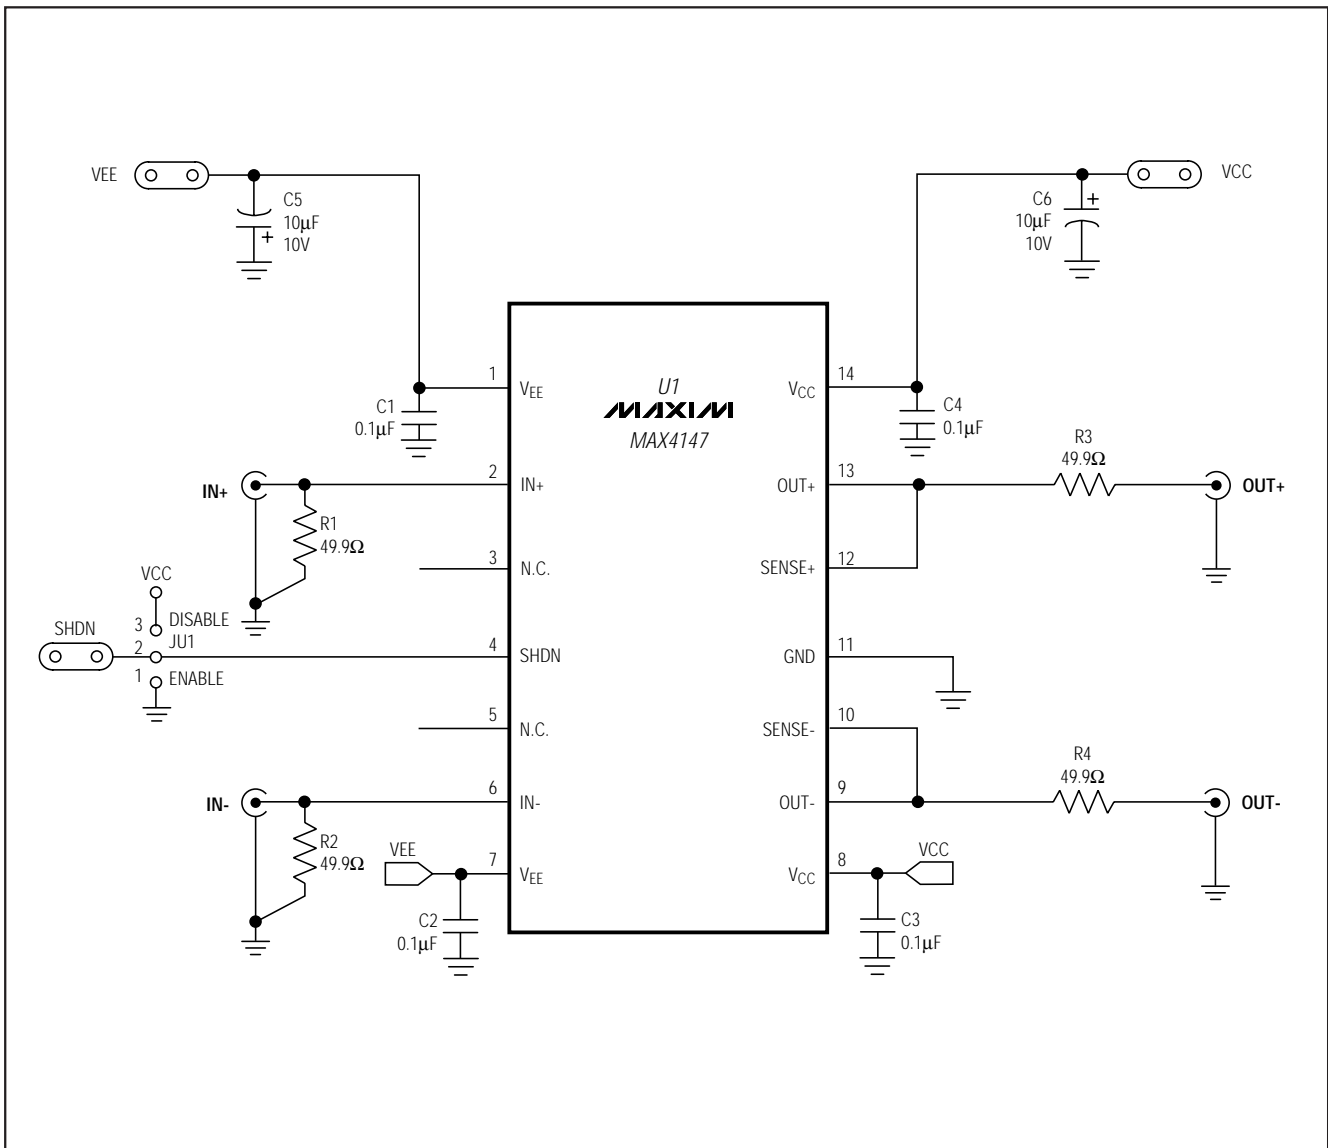 VEE
C5
10μF
10V
+
VCC
C6
10μF
10V
+
U1
MAXIM
MAX4147
1
VEE
C1
0.1μF
14
VCC
C4
0.1μF
IN+
2
IN+
R1
49.9Ω
13
OUT+
R3
49.9Ω
OUT+
3
N.C.
12
SENSE+
VCC
3
DISABLE
SHDN
2
JU1
1
ENABLE
4
SHDN
11
GND
5
N.C.
10
SENSE-
IN-
6
IN-
R2
49.9Ω
9
OUT-
R4
49.9Ω
OUT-
VEE
7
VEE
C2
0.1μF
8
VCC
VCC
C3
0.1μF